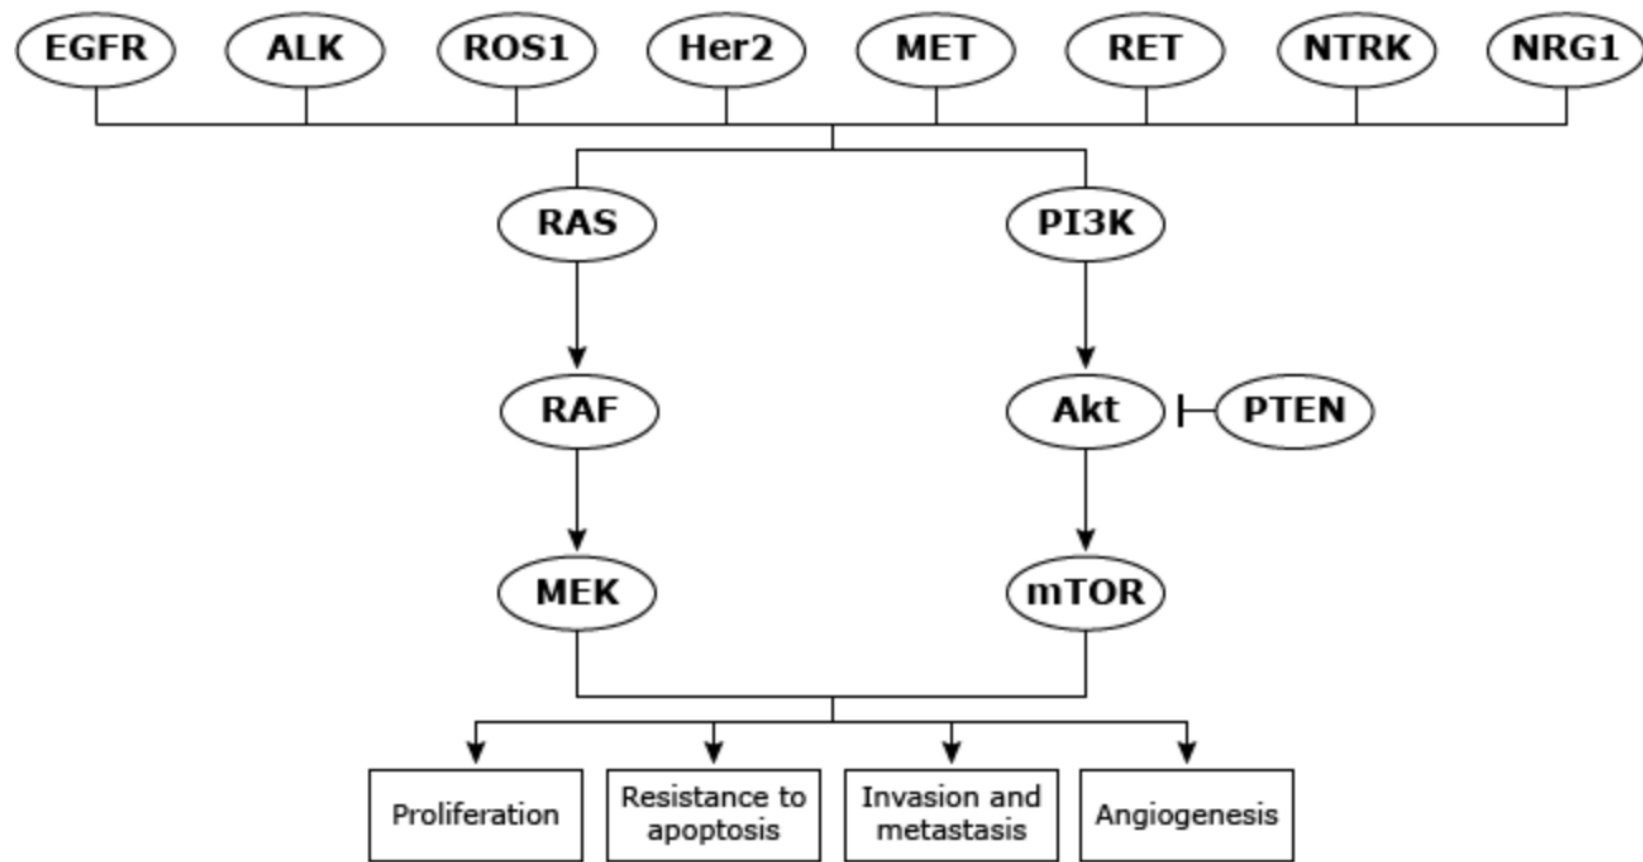 EGFR
ALK
ROS1
Her2
MET
RET
NTRK
NRG1
RAS
PI3K
RAF
Akt
PTEN
MEK
mTOR
Proliferation
Resistance to
apoptosis
Invasion and
metastasis
Angiogenesis